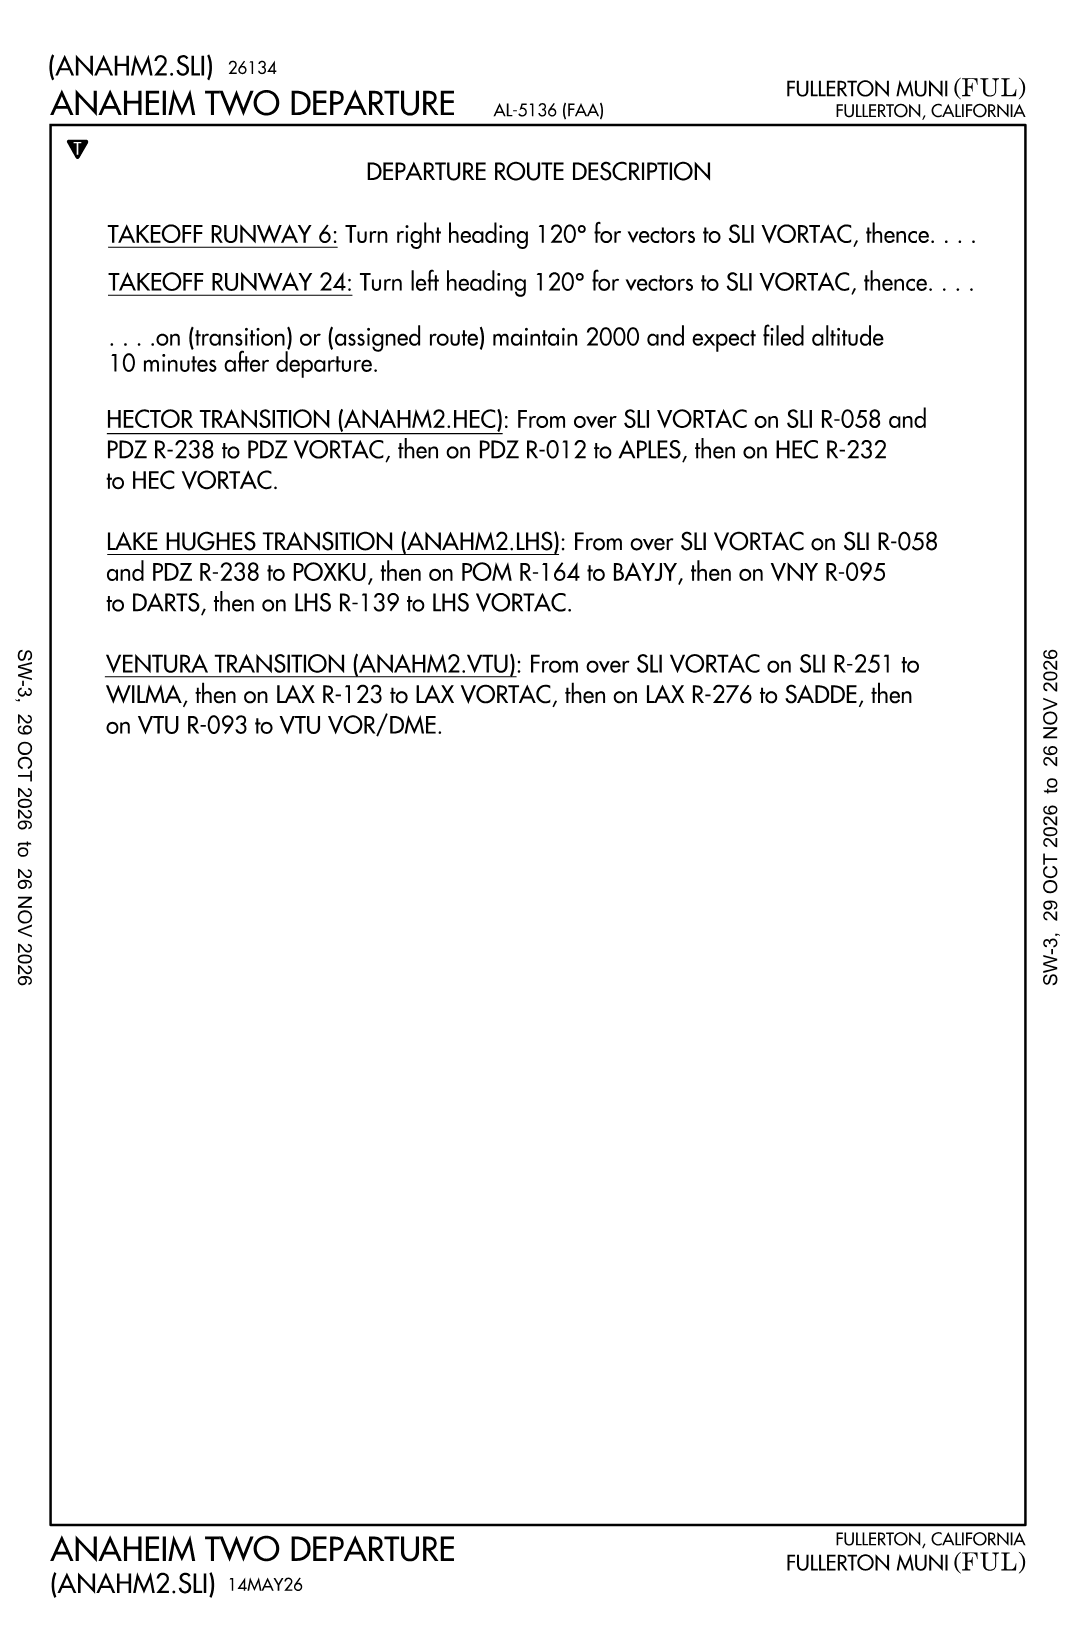 (ANAHM2.SLI) 26134
ANAHEIM TWO DEPARTURE AL-5136 (FAA)
FULLERTON MUNI (FUL)
FULLERTON, CALIFORNIA
T
DEPARTURE ROUTE DESCRIPTION
TAKEOFF RUNWAY 6: Turn right heading 120° for vectors to SLI VORTAC, thence. . . .
TAKEOFF RUNWAY 24: Turn left heading 120° for vectors to SLI VORTAC, thence. . . .
. . . .on (transition) or (assigned route) maintain 2000 and expect filed altitude
10 minutes after departure.
HECTOR TRANSITION (ANAHM2.HEC): From over SLI VORTAC on SLI R-058 and
PDZ R-238 to PDZ VORTAC, then on PDZ R-012 to APLES, then on HEC R-232
to HEC VORTAC.
LAKE HUGHES TRANSITION (ANAHM2.LHS): From over SLI VORTAC on SLI R-058
and PDZ R-238 to POXKU, then on POM R-164 to BAYJY, then on VNY R-095
to DARTS, then on LHS R-139 to LHS VORTAC.
VENTURA TRANSITION (ANAHM2.VTU): From over SLI VORTAC on SLI R-251 to
WILMA, then on LAX R-123 to LAX VORTAC, then on LAX R-276 to SADDE, then
on VTU R-093 to VTU VOR/DME.
SW-3, 29 OCT 2026 to 26 NOV 2026
SW-3, 29 OCT 2026 to 26 NOV 2026
ANAHEIM TWO DEPARTURE
(ANAHM2.SLI) 14MAY26
FULLERTON, CALIFORNIA
FULLERTON MUNI (FUL)